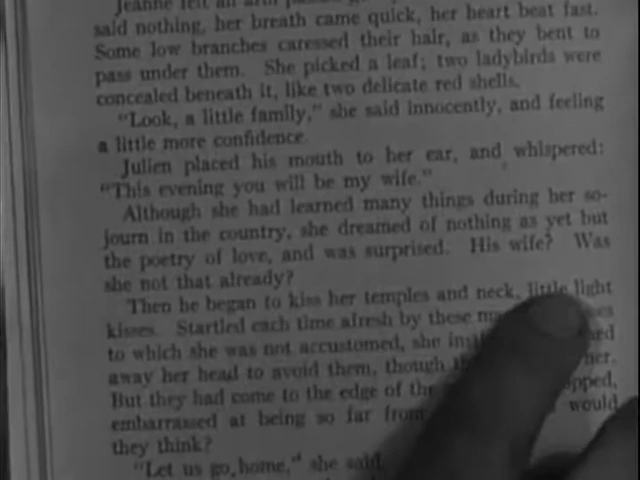 Jeanne felt an arm
said nothing, her breath came quick, her heart beat fast.
Some low branches caressed their hair, as they bent to
pass under them. She picked a leaf; two ladybirds were
concealed beneath it, like two delicate red shells.
"Look, a little family," she said innocently, and feeling
a little more confidence.
Julien placed his mouth to her ear, and whispered:
"This evening you will be my wife."
Although she had learned many things during her so-
journ in the country, she dreamed of nothing as yet but
the poetry of love, and was surprised. His wife? Was
she not that already?
Then he began to kiss her temples and neck, little light
kisses. Startled each time afresh by these
to which she was not accustomed, she
away her head to avoid them, though
But they had come to the edge of the
embarrassed at being so far from would
they think?
"Let us go home," she said.